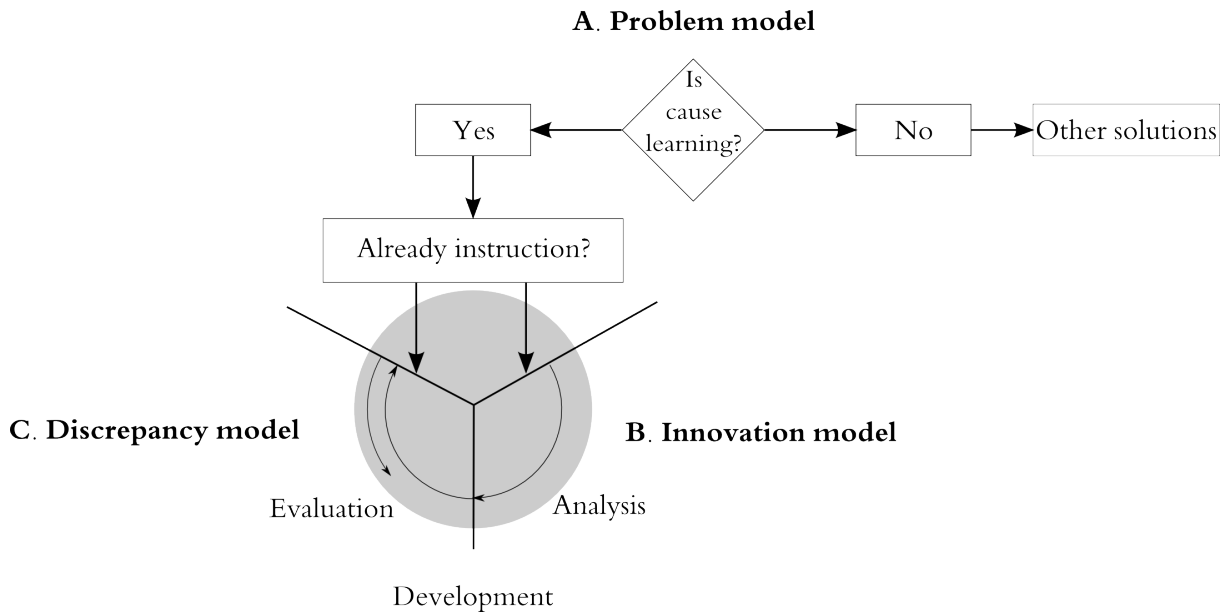 A. Problem model
Is
cause
learning?
Yes
No
Other solutions
Already instruction?
C. Discrepancy model
B. Innovation model
Evaluation
Analysis
Development